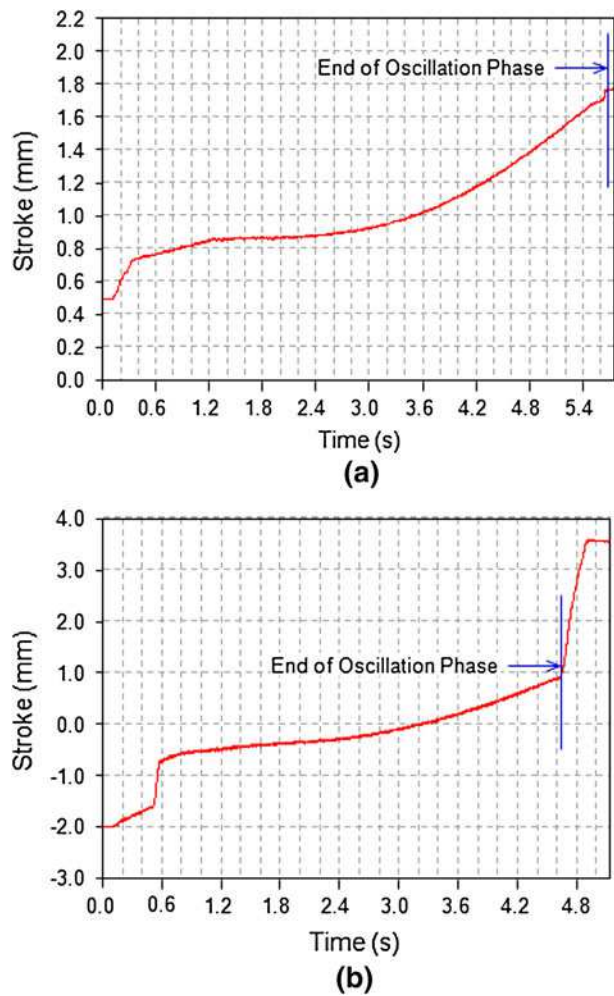 2.2
2.0
End of Oscillation Phase
1.8
1.6
1.4
1.2
1.0
0.8
0.6
0.4
0.2
0.0
Stroke (mm)
0.0 0.6 1.2 1.8 2.4 3.0 3.6 4.2 4.8 5.4
Time (s)
(a)
4.0
3.0
2.0
1.0
End of Oscillation Phase
0.0
-1.0
-2.0
-3.0
Stroke (mm)
0.0 0.6 1.2 1.8 2.4 3.0 3.6 4.2 4.8
Time (s)
(b)